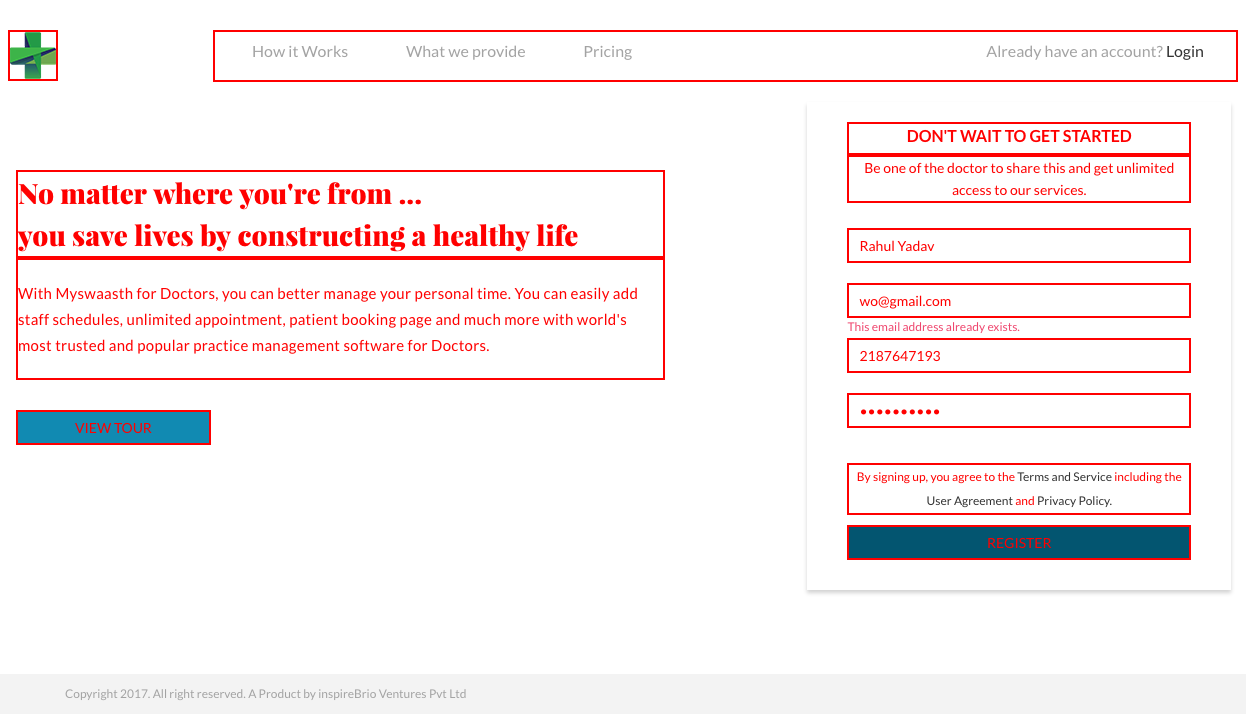 How it Works What we provide Pricing Already have an account? Login
No matter where you're from ...
you save lives by constructing a healthy life
With Myswaasth for Doctors, you can better manage your personal time. You can easily add
staff schedules, unlimited appointment, patient booking page and much more with world's
most trusted and popular practice management software for Doctors.
VIEW TOUR
DON'T WAIT TO GET STARTED
Be one of the doctor to share this and get unlimited
access to our services.
Rahul Yadav
wo@gmail.com
This email address already exists.
2187647193
••••••••••
By signing up, you agree to the Terms and Service including the
User Agreement and Privacy Policy.
REGISTER
Copyright 2017. All right reserved. A Product by inspireBrio Ventures Pvt Ltd